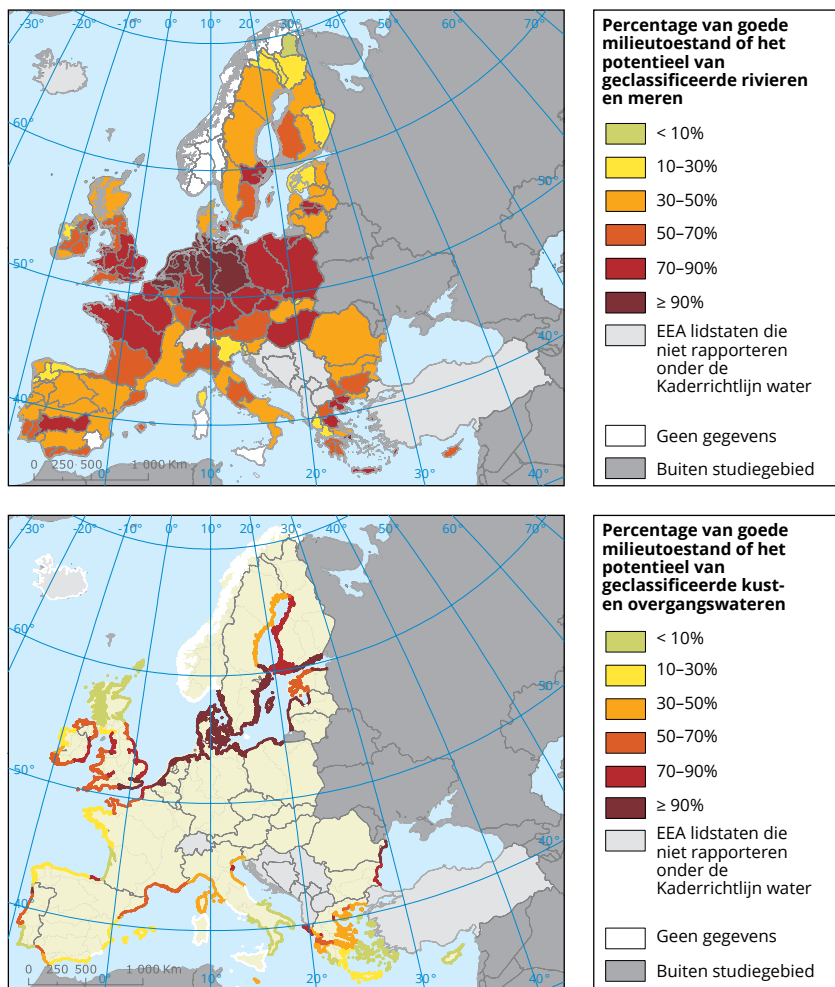 -30°
-20°
-10°
0°
10°
20°
30°
40°
50°
60°
70°
60°
50°
50°
40°
40°
0 250 500 1 000 Km
0°
10°
20°
30°
40°
Percentage van goede
milieutoestand of het
potentieel van
geclassificeerde rivieren
en meren
< 10%
10–30%
30–50%
50–70%
70–90%
≥ 90%
EEA lidstaten die
niet rapporteren
onder de
Kaderrichtlijn water
Geen gegevens
Buiten studiegebied
-30°
-20°
-10°
0°
10°
20°
30°
40°
50°
60°
70°
60°
50°
50°
40°
40°
0 250 500 1 000 Km
0°
10°
20°
30°
40°
Percentage van goede
milieutoestand of het
potentieel van
geclassificeerde kust-
en overgangswateren
< 10%
10–30%
30–50%
50–70%
70–90%
≥ 90%
EEA lidstaten die
niet rapporteren
onder de
Kaderrichtlijn water
Geen gegevens
Buiten studiegebied